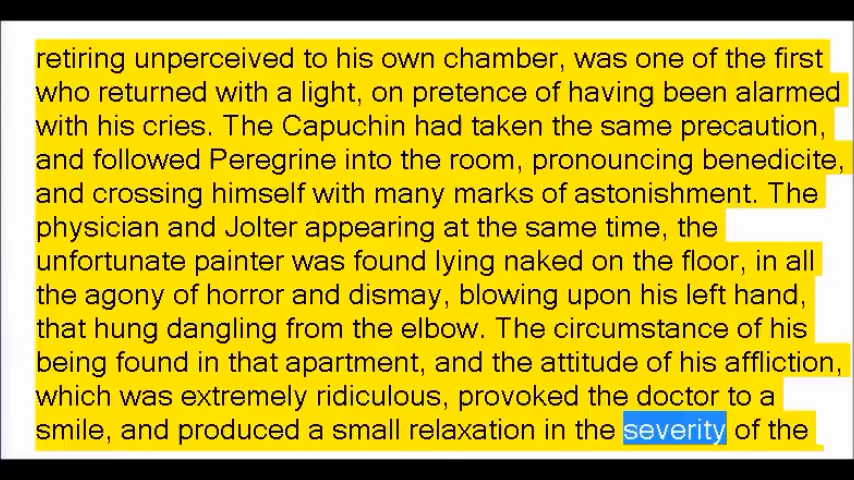 retiring unperceived to his own chamber, was one of the first
who returned with a light, on pretence of having been alarmed
with his cries. The Capuchin had taken the same precaution,
and followed Peregrine into the room, pronouncing benedicite,
and crossing himself with many marks of astonishment. The
physician and Jolter appearing at the same time, the
unfortunate painter was found lying naked on the floor, in all
the agony of horror and dismay, blowing upon his left hand,
that hung dangling from the elbow. The circumstance of his
being found in that apartment, and the attitude of his affliction,
which was extremely ridiculous, provoked the doctor to a
smile, and produced a small relaxation in the severity of the